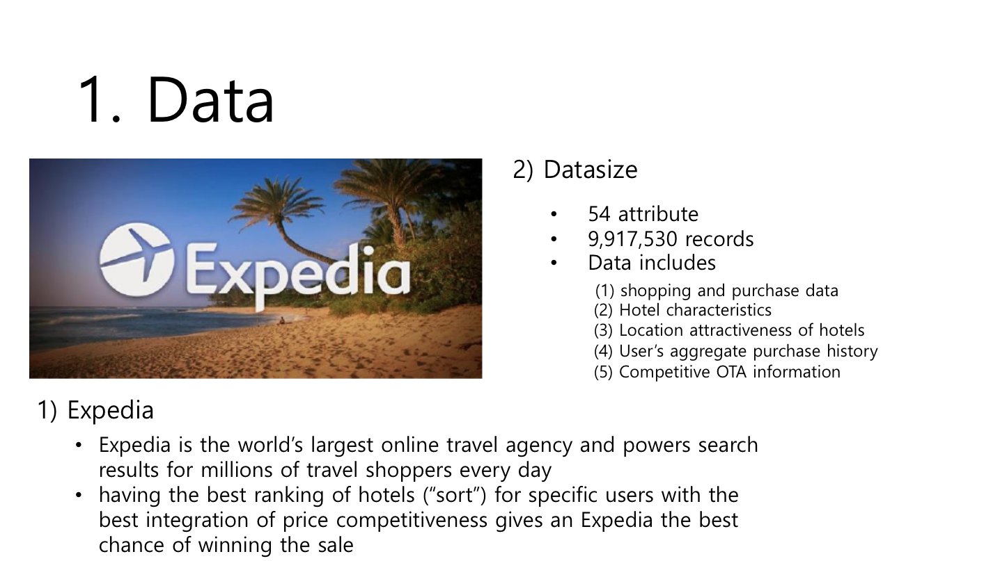 1. Data
Expedia
2) Datasize
• 54 attribute
• 9,917,530 records
• Data includes
(1) shopping and purchase data
(2) Hotel characteristics
(3) Location attractiveness of hotels
(4) User’s aggregate purchase history
(5) Competitive OTA information
1) Expedia
• Expedia is the world’s largest online travel agency and powers search
results for millions of travel shoppers every day
• having the best ranking of hotels (“sort”) for specific users with the
best integration of price competitiveness gives an Expedia the best
chance of winning the sale